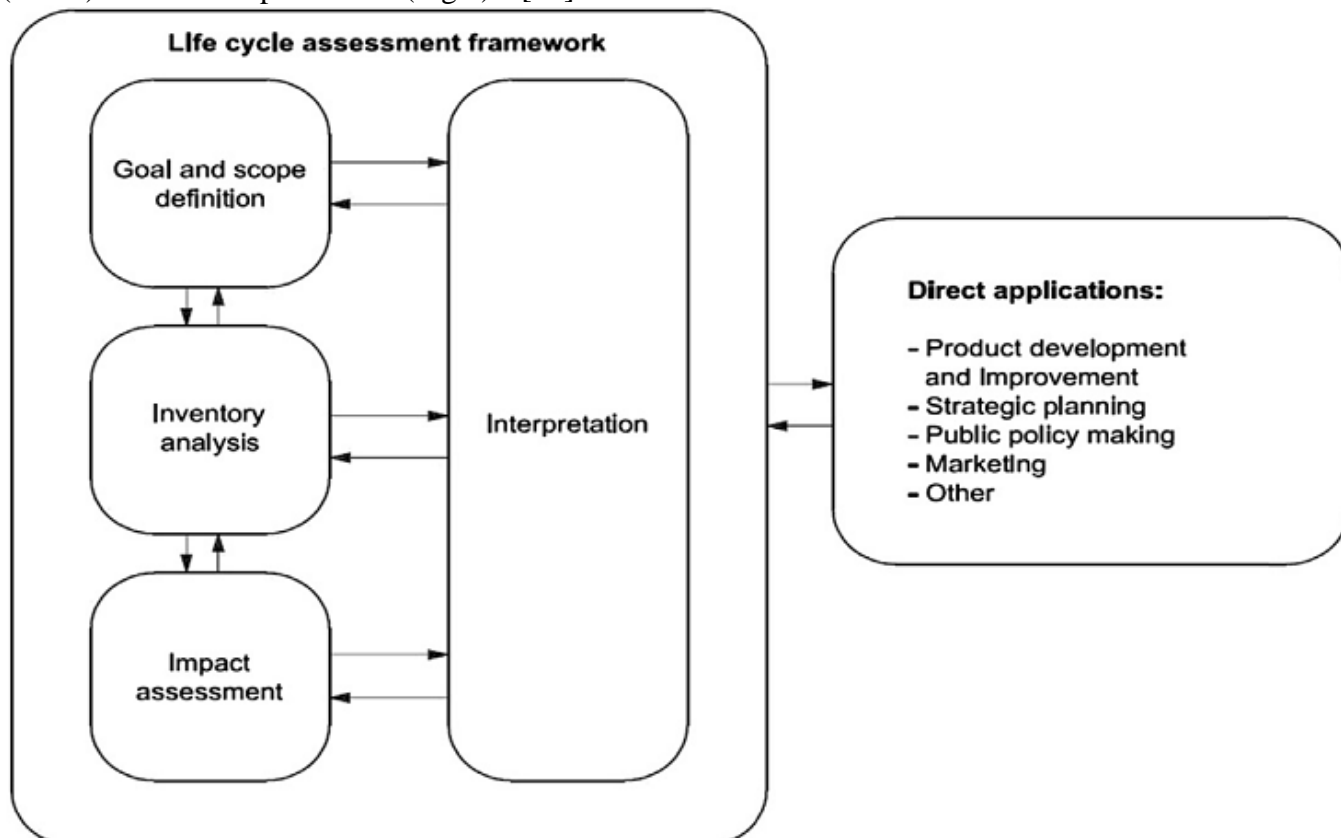 LIfe cycle assessment framework
Goal and scope
definition
Inventory
analysis
Impact
assessment
Interpretation
Direct applications:
- Product development
and Improvement
- Strategic planning
- Public policy making
- MarketIng
- Other